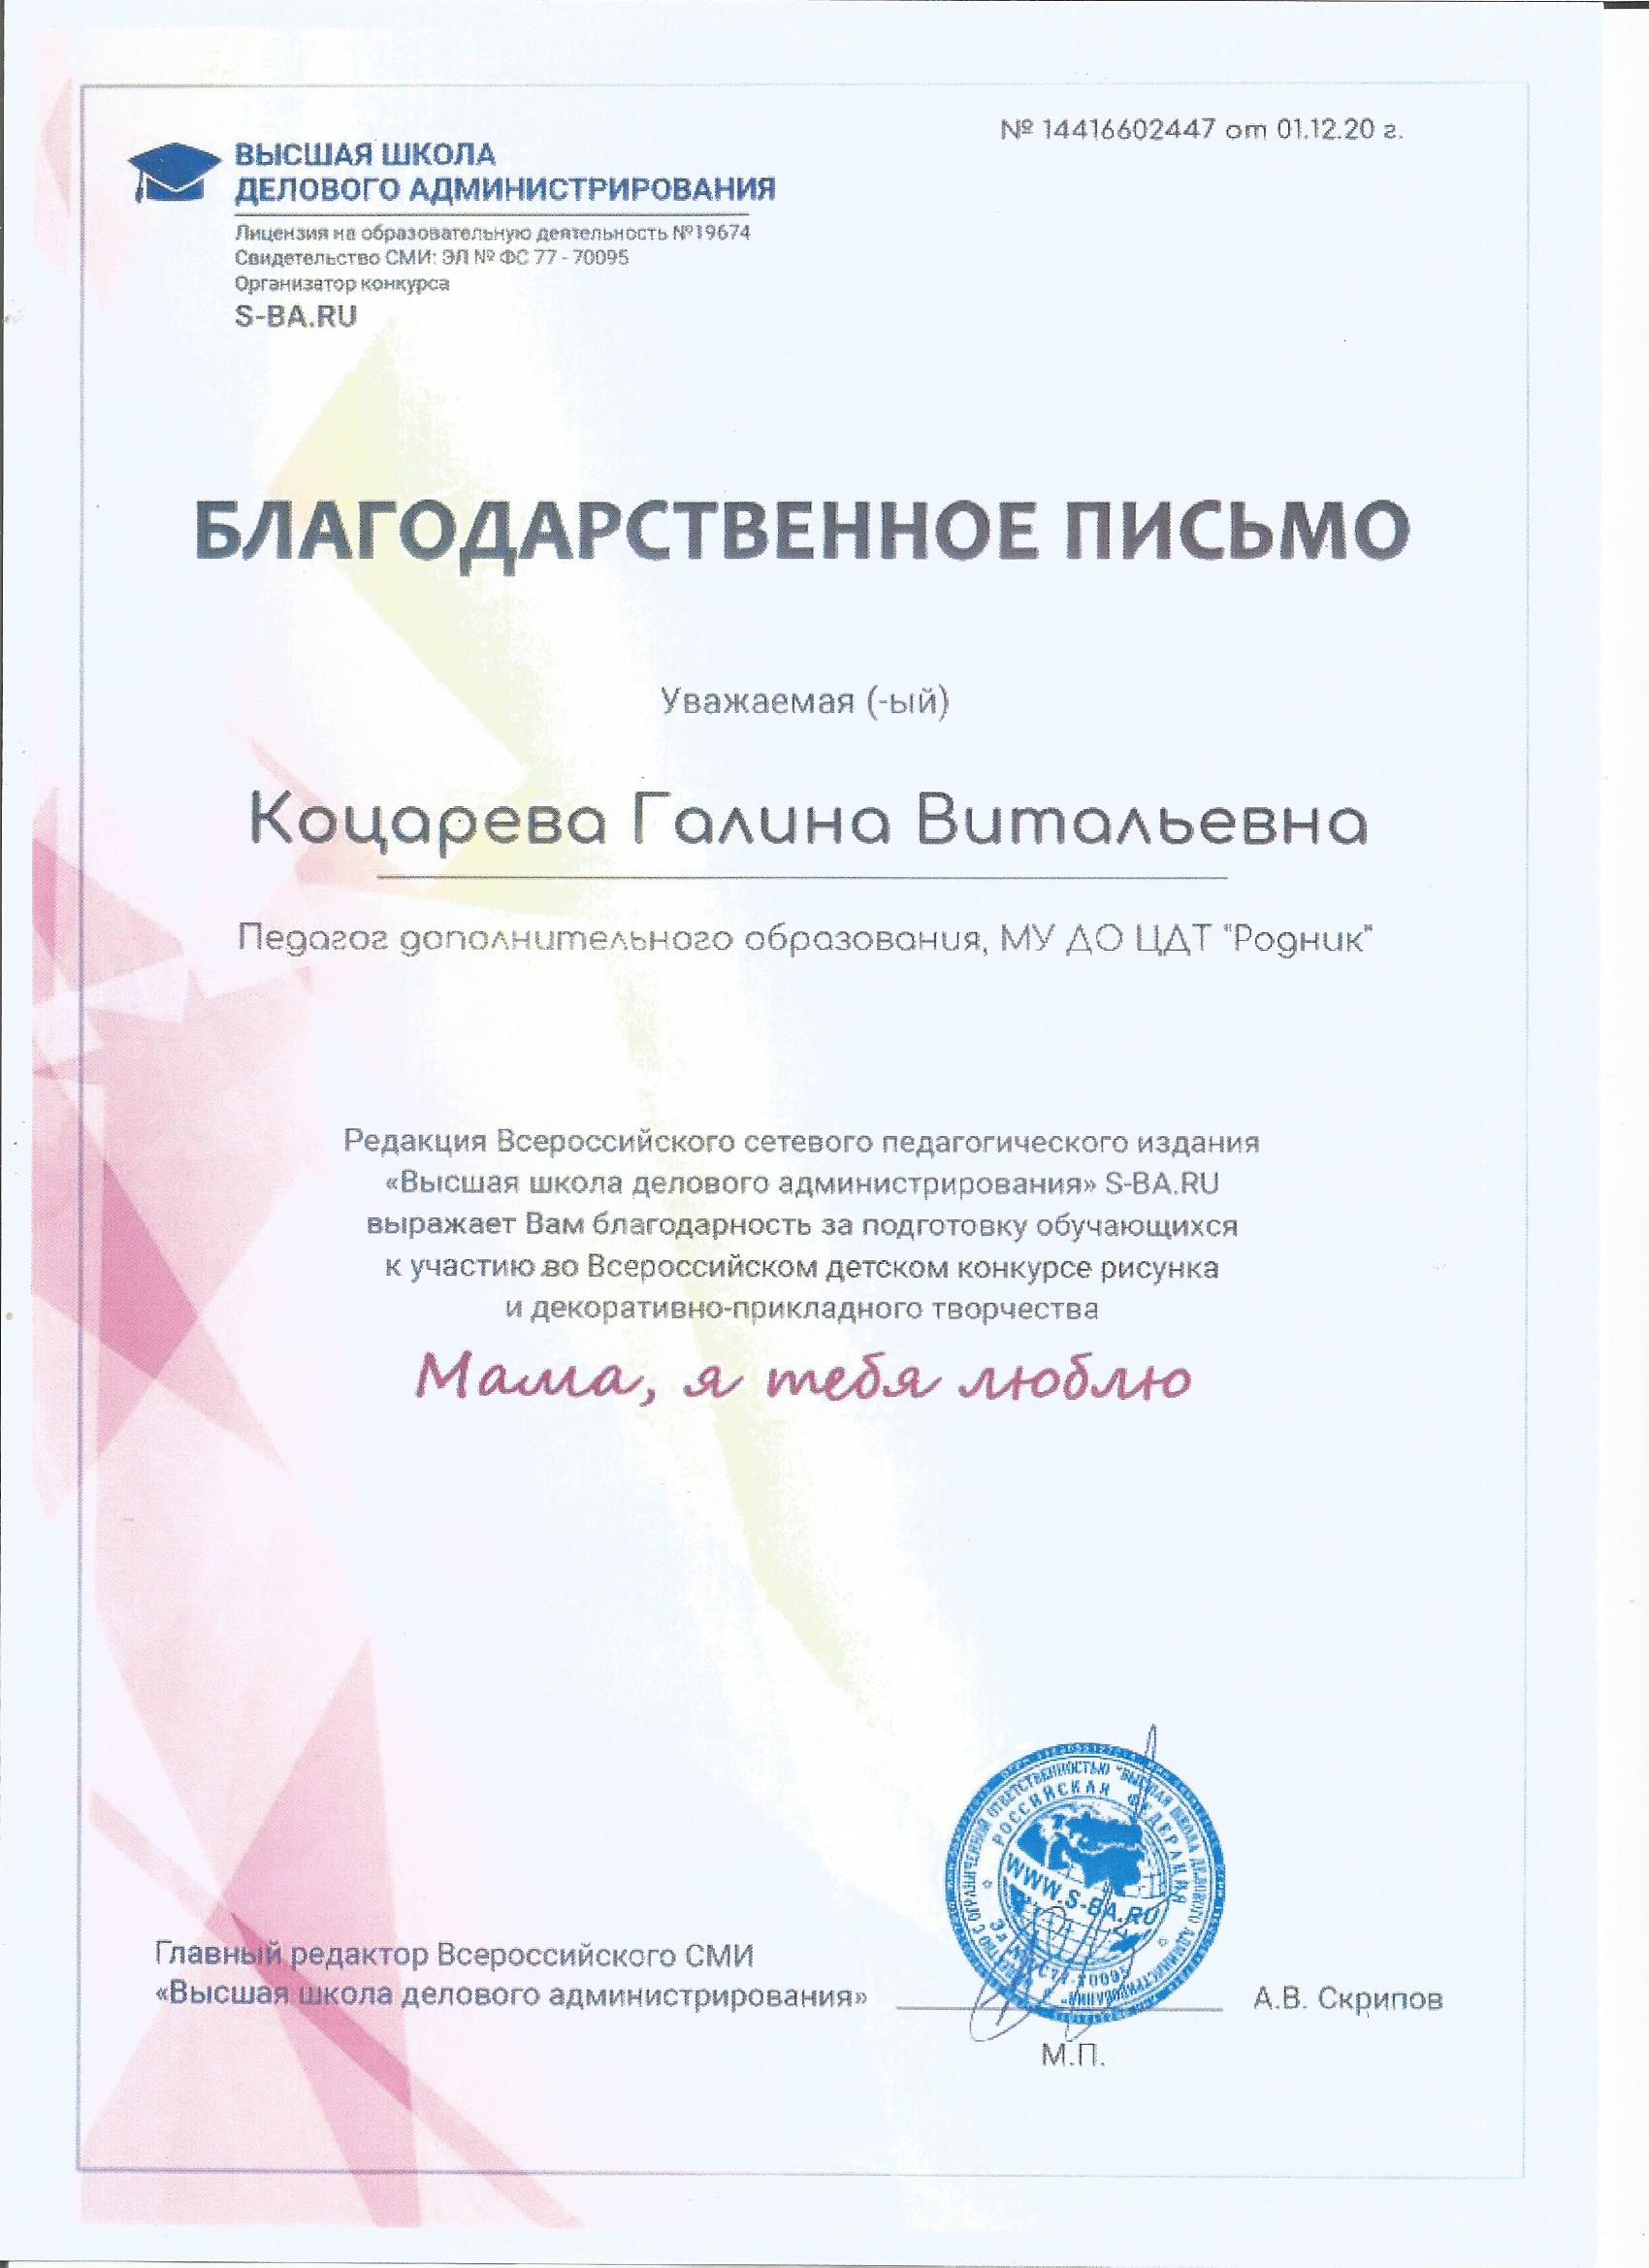 № 14416602447 от 01.12.20 г.
ВЫСШАЯ ШКОЛА
ДЕЛОВОГО АДМИНИСТРИРОВАНИЯ
Лицензия на образовательную деятельность №19674
Свидетельство СМИ: ЭЛ № ФС 77 - 70095
Организатор конкурса
S-BA.RU
БЛАГОДАРСТВЕННОЕ ПИСЬМО
Уважаемая (-ый)
Коцарева Галина Витальевна
Педагог дополнительного образования, МУ ДО ЦДТ "Родник"
Редакция Всероссийского сетевого педагогического издания
«Высшая школа делового администрирования» S-BA.RU
выражает Вам благодарность за подготовку обучающихся
к участию во Всероссийском детском конкурсе рисунка
и декоративно-прикладного творчества
Мама, я тебя люблю
ОГРАНИЧЕННОЙ ОТВЕТСТВЕННОСТЬЮ "ВЫСШАЯ ШКОЛА ДЕЛОВОГО АДМИНИСТРИРОВАНИЯ"
РОССИЙСКАЯ ФЕДЕРАЦИЯ
WWW.S-BA.RU
Главный редактор Всероссийского СМИ
«Высшая школа делового администрирования»
А.В. Скрипов
М.П.